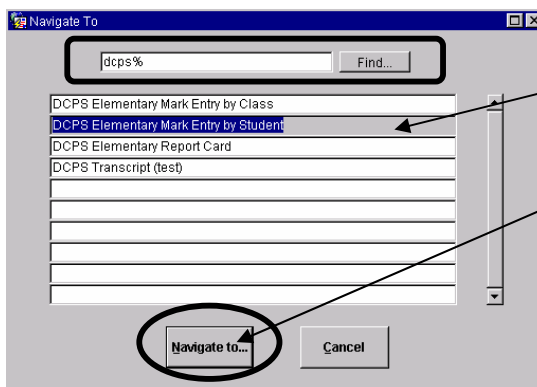 Navigate To
dcps% Find...
DCPS Elementary Mark Entry by Class
DCPS Elementary Mark Entry by Student
DCPS Elementary Report Card
DCPS Transcript (test)
Navigate to... Cancel